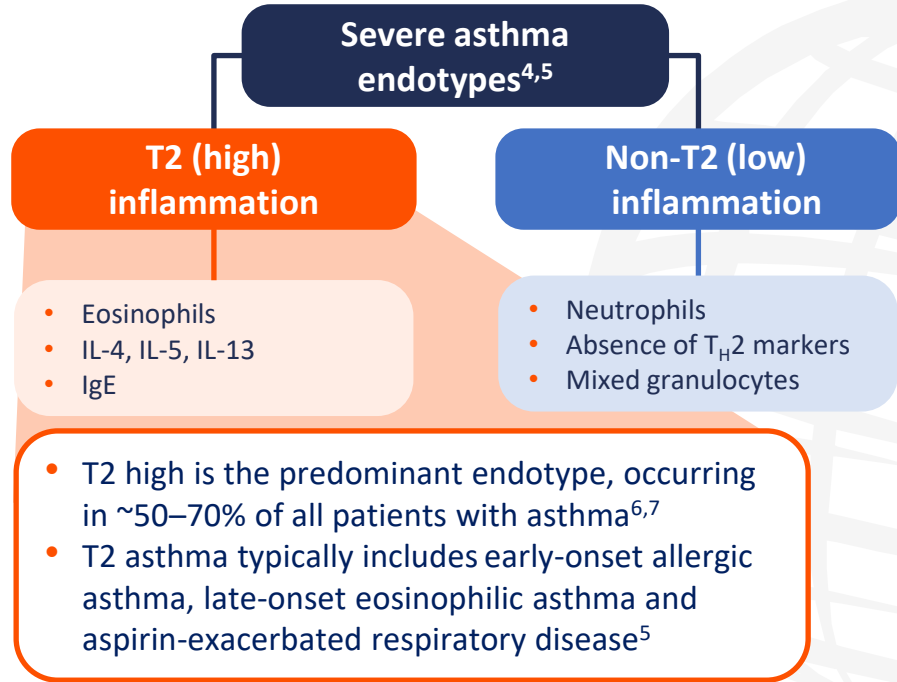 Severe asthma
endotypes4,5
T2 (high)
inflammation
Non-T2 (low)
inflammation
• Eosinophils
• IL-4, IL-5, IL-13
• IgE
• Neutrophils
• Absence of TH2 markers
• Mixed granulocytes
• T2 high is the predominant endotype, occurring
in ~50–70% of all patients with asthma6,7
• T2 asthma typically includes early-onset allergic
asthma, late-onset eosinophilic asthma and
aspirin-exacerbated respiratory disease5